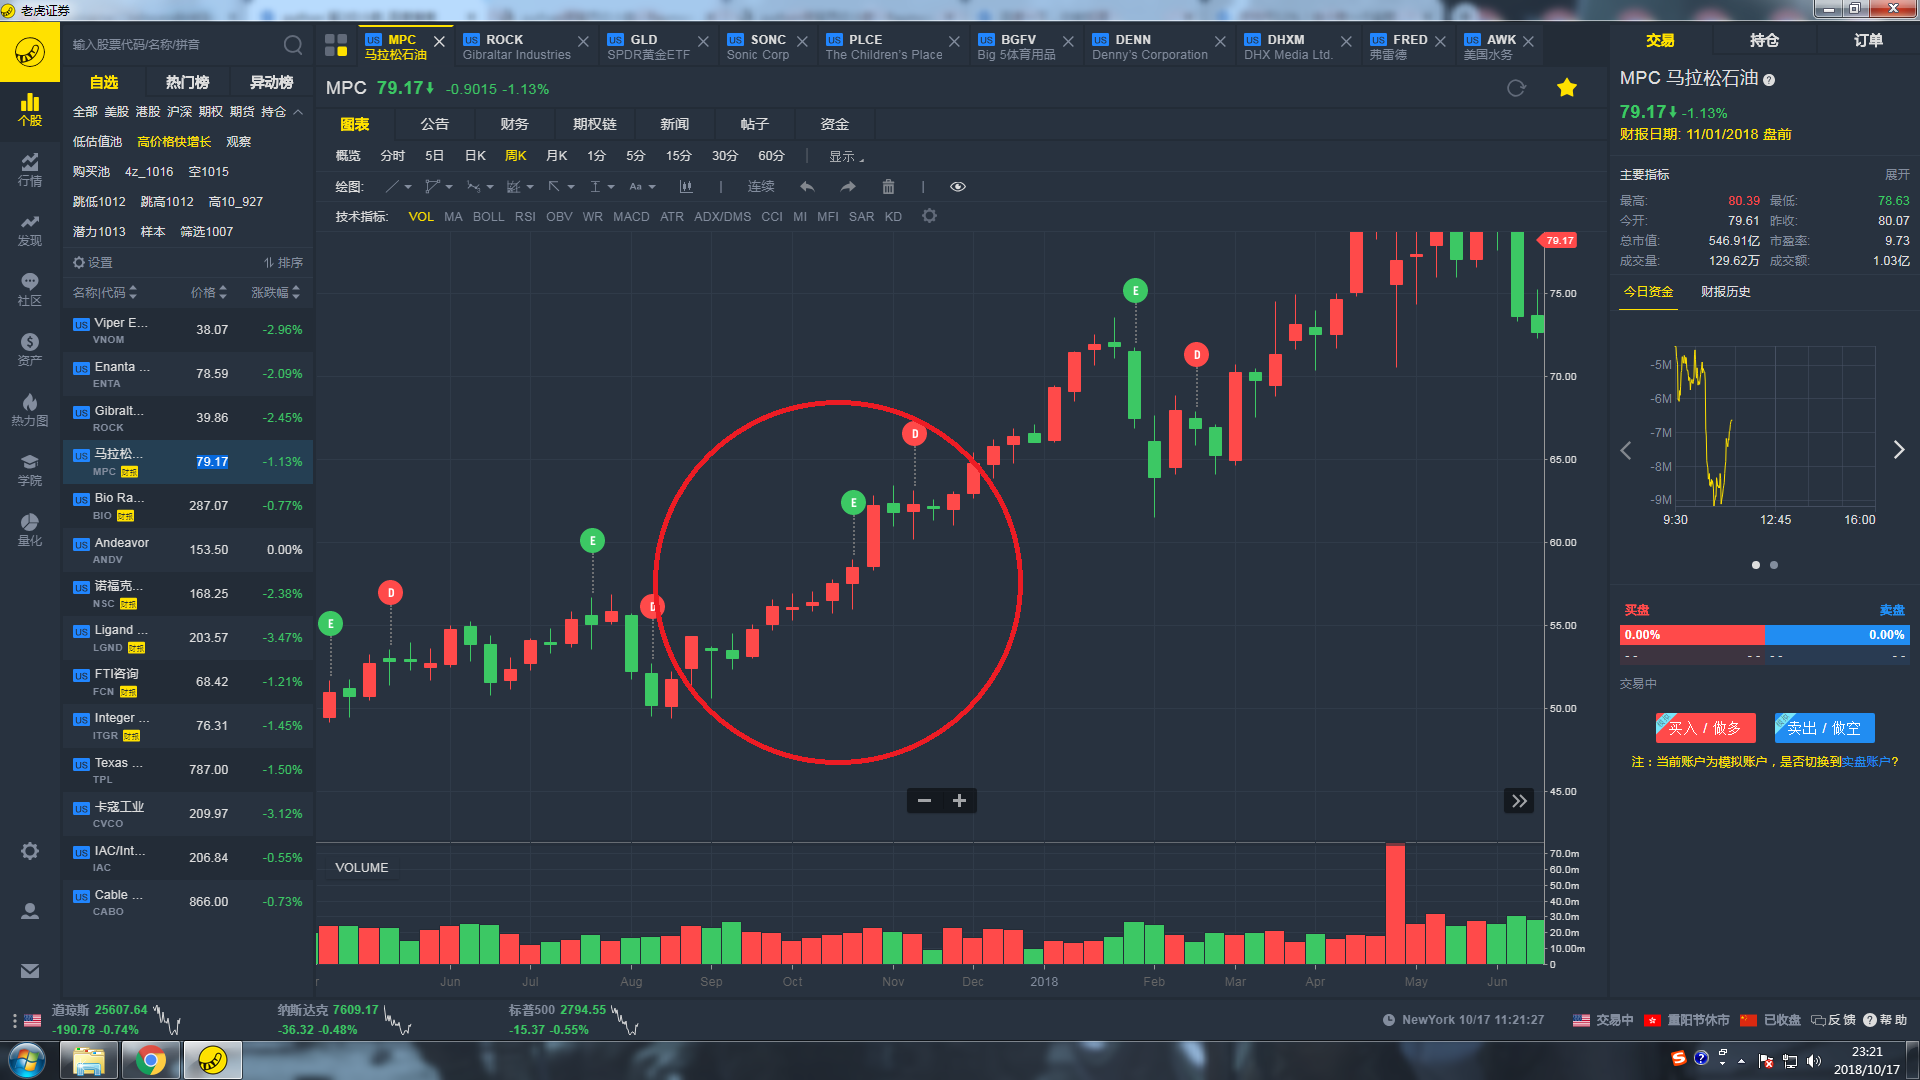 老虎证券
输入股票代码/名称/拼音
US MPC 马拉松石油
US ROCK Gibraltar Industries
US GLD SPDR黄金ETF
US SONC Sonic Corp
US PLCE The Children's Place
US BGFV Big 5体育用品
US DENN Denny's Corporation
US DHXM DHX Media Ltd.
US FRED 弗雷德
US AWK 美国水务
交易 持仓 订单
个股
行情
发现
社区
资产
热力图
学院
量化
自选 热门榜 异动榜
全部 美股 港股 沪深 期权 期货 持仓
低估值池 高价格快增长 观察
购买池 4z_1016 空1015
跳低1012 跳高1012 高10_927
潜力1013 样本 筛选1007
设置 排序
名称|代码 价格 涨跌幅
US Viper E... 38.07 -2.96%
VNOM
US Enanta ... 78.59 -2.09%
ENTA
US Gibralt... 39.86 -2.45%
ROCK
US 马拉松... 79.17 -1.13%
MPC 财报
US Bio Ra... 287.07 -0.77%
BIO 财报
US Andeavor 153.50 0.00%
ANDV
US 诺福克... 168.25 -2.38%
NSC 财报
US Ligand ... 203.57 -3.47%
LGND 财报
US FTI咨询 68.42 -1.21%
FCN 财报
US Integer ... 76.31 -1.45%
ITGR 财报
US Texas ... 787.00 -1.50%
TPL
US 卡寇工业 209.97 -3.12%
CVCO
US IAC/Int... 206.84 -0.55%
IAC
US Cable ... 866.00 -0.73%
CABO
MPC 79.17 -0.9015 -1.13%
图表 公告 财务 期权链 新闻 帖子 资金
概览 分时 5日 日K 周K 月K 1分 5分 15分 30分 60分 | 显示
绘图: Aa | 连续 |
技术指标: VOL MA BOLL RSI OBV WR MACD ATR ADX/DMS CCI MI MFI SAR KD
79.17
75.00
70.00
65.00
60.00
55.00
50.00
45.00
E D E D E D E D
VOLUME
70.0m
60.0m
50.0m
40.0m
30.0m
20.0m
10.00m
0
r Jun Jul Aug Sep Oct Nov Dec 2018 Feb Mar Apr May Jun
MPC 马拉松石油 ?
79.17 -1.13%
财报日期: 11/01/2018 盘前
主要指标 展开
最高: 80.39 最低: 78.63
今开: 79.61 昨收: 80.07
总市值: 546.91亿 市盈率: 9.73
成交量: 129.62万 成交额: 1.03亿
今日资金 财报历史
-5M
-6M
-7M
-8M
-9M
9:30 12:45 16:00
买盘 卖盘
0.00% 0.00%
- - - - - - - -
交易中
买入 / 做多 卖出 / 做空
注：当前账户为模拟账户，是否切换到实盘账户?
道琼斯 25607.64
-190.78 -0.74%
纳斯达克 7609.17
-36.32 -0.48%
标普500 2794.55
-15.37 -0.55%
NewYork 10/17 11:21:27
交易中 重阳节休市 已收盘 反馈 ? 帮助
23:21
2018/10/17